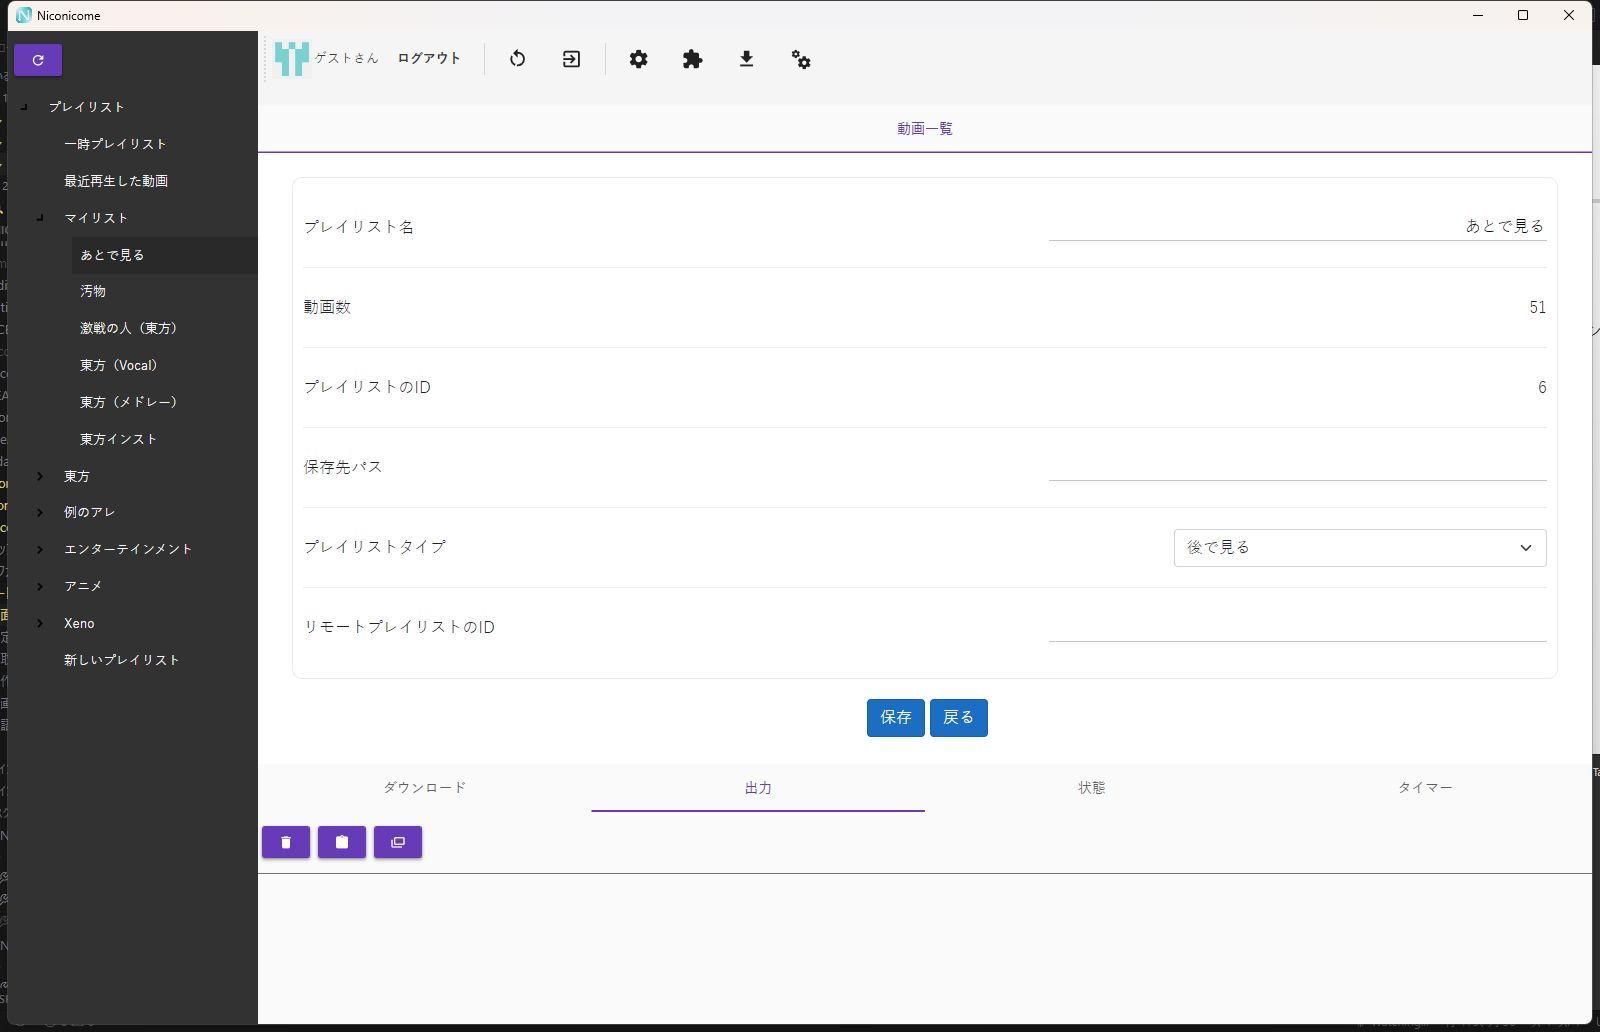 Niconicome
ゲストさん ログアウト
プレイリスト
一時プレイリスト
最近再生した動画
マイリスト
あとで見る
汚物
激戦の人（東方）
東方（Vocal）
東方（メドレー）
東方インスト
東方
例のアレ
エンターテインメント
アニメ
Xeno
新しいプレイリスト
動画一覧
プレイリスト名 あとで見る
動画数 51
プレイリストのID 6
保存先パス
プレイリストタイプ 後で見る
リモートプレイリストのID
保存 戻る
ダウンロード 出力 状態 タイマー